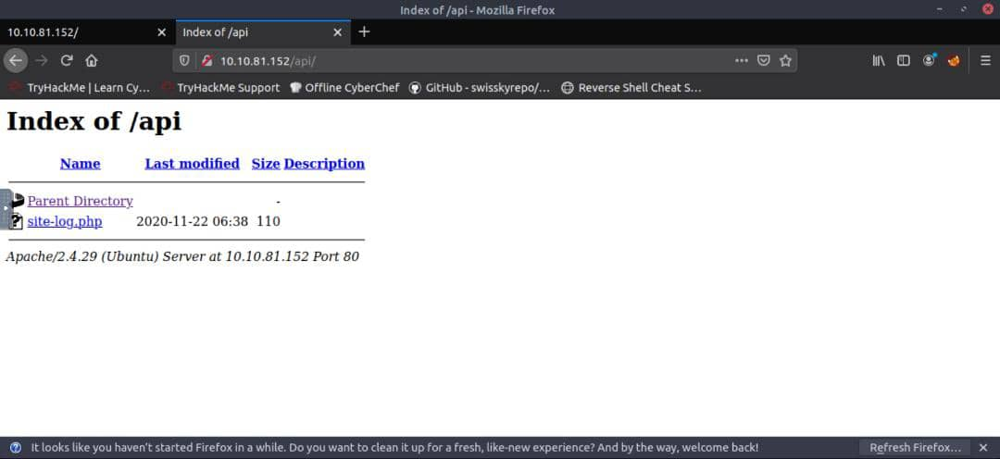 Index of /api - Mozilla Firefox
10.10.81.152/ Index of /api
10.10.81.152/api/
TryHackMe | Learn Cy... TryHackMe Support Offline CyberChef GitHub - swisskyrepo/... Reverse Shell Cheat S...
Index of /api
Name Last modified Size Description
Parent Directory -
site-log.php 2020-11-22 06:38 110
Apache/2.4.29 (Ubuntu) Server at 10.10.81.152 Port 80
It looks like you haven't started Firefox in a while. Do you want to clean it up for a fresh, like-new experience? And by the way, welcome back! Refresh Firefox...